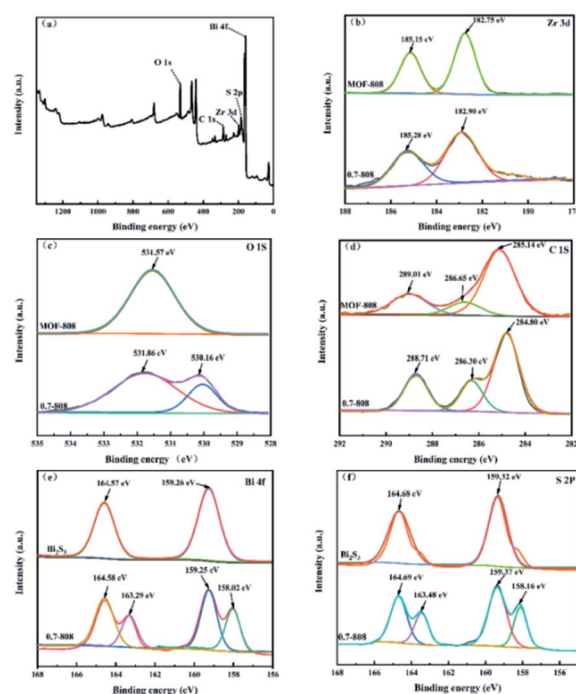 (a)
Bi 4f
O 1s
S 2p
Zr 3d
C 1s
Intensity (a.u.)
1200 1000 800 600 400 200 0
Binding energy (eV)
(b)
Zr 3d
182.75 eV
185.15 eV
MOF-808
182.90 eV
185.28 eV
0.7-808
Intensity (a.u.)
188 186 184 182 180
Binding energy (eV)
(c)
O 1S
531.57 eV
MOF-808
531.86 eV
530.16 eV
0.7-808
Intensity (a.u.)
535 534 533 532 531 530 529 528
Binding energy (eV)
(d)
C 1S
285.14 eV
289.01 eV
286.65 eV
MOF-808
284.80 eV
288.71 eV
286.30 eV
0.7-808
Intensity (a.u.)
292 290 288 286 284 282
Binding energy (eV)
(e)
Bi 4f
164.57 eV
159.26 eV
Bi₂S₃
164.58 eV
163.29 eV
159.25 eV
158.02 eV
0.7-808
Intensity (a.u.)
168 166 164 162 160 158 156
Binding energy (eV)
(f)
S 2P
164.68 eV
159.32 eV
Bi₂S₃
164.69 eV
163.48 eV
159.37 eV
158.16 eV
0.7-808
Intensity (a.u.)
168 166 164 162 160 158 156
Binding energy (eV)